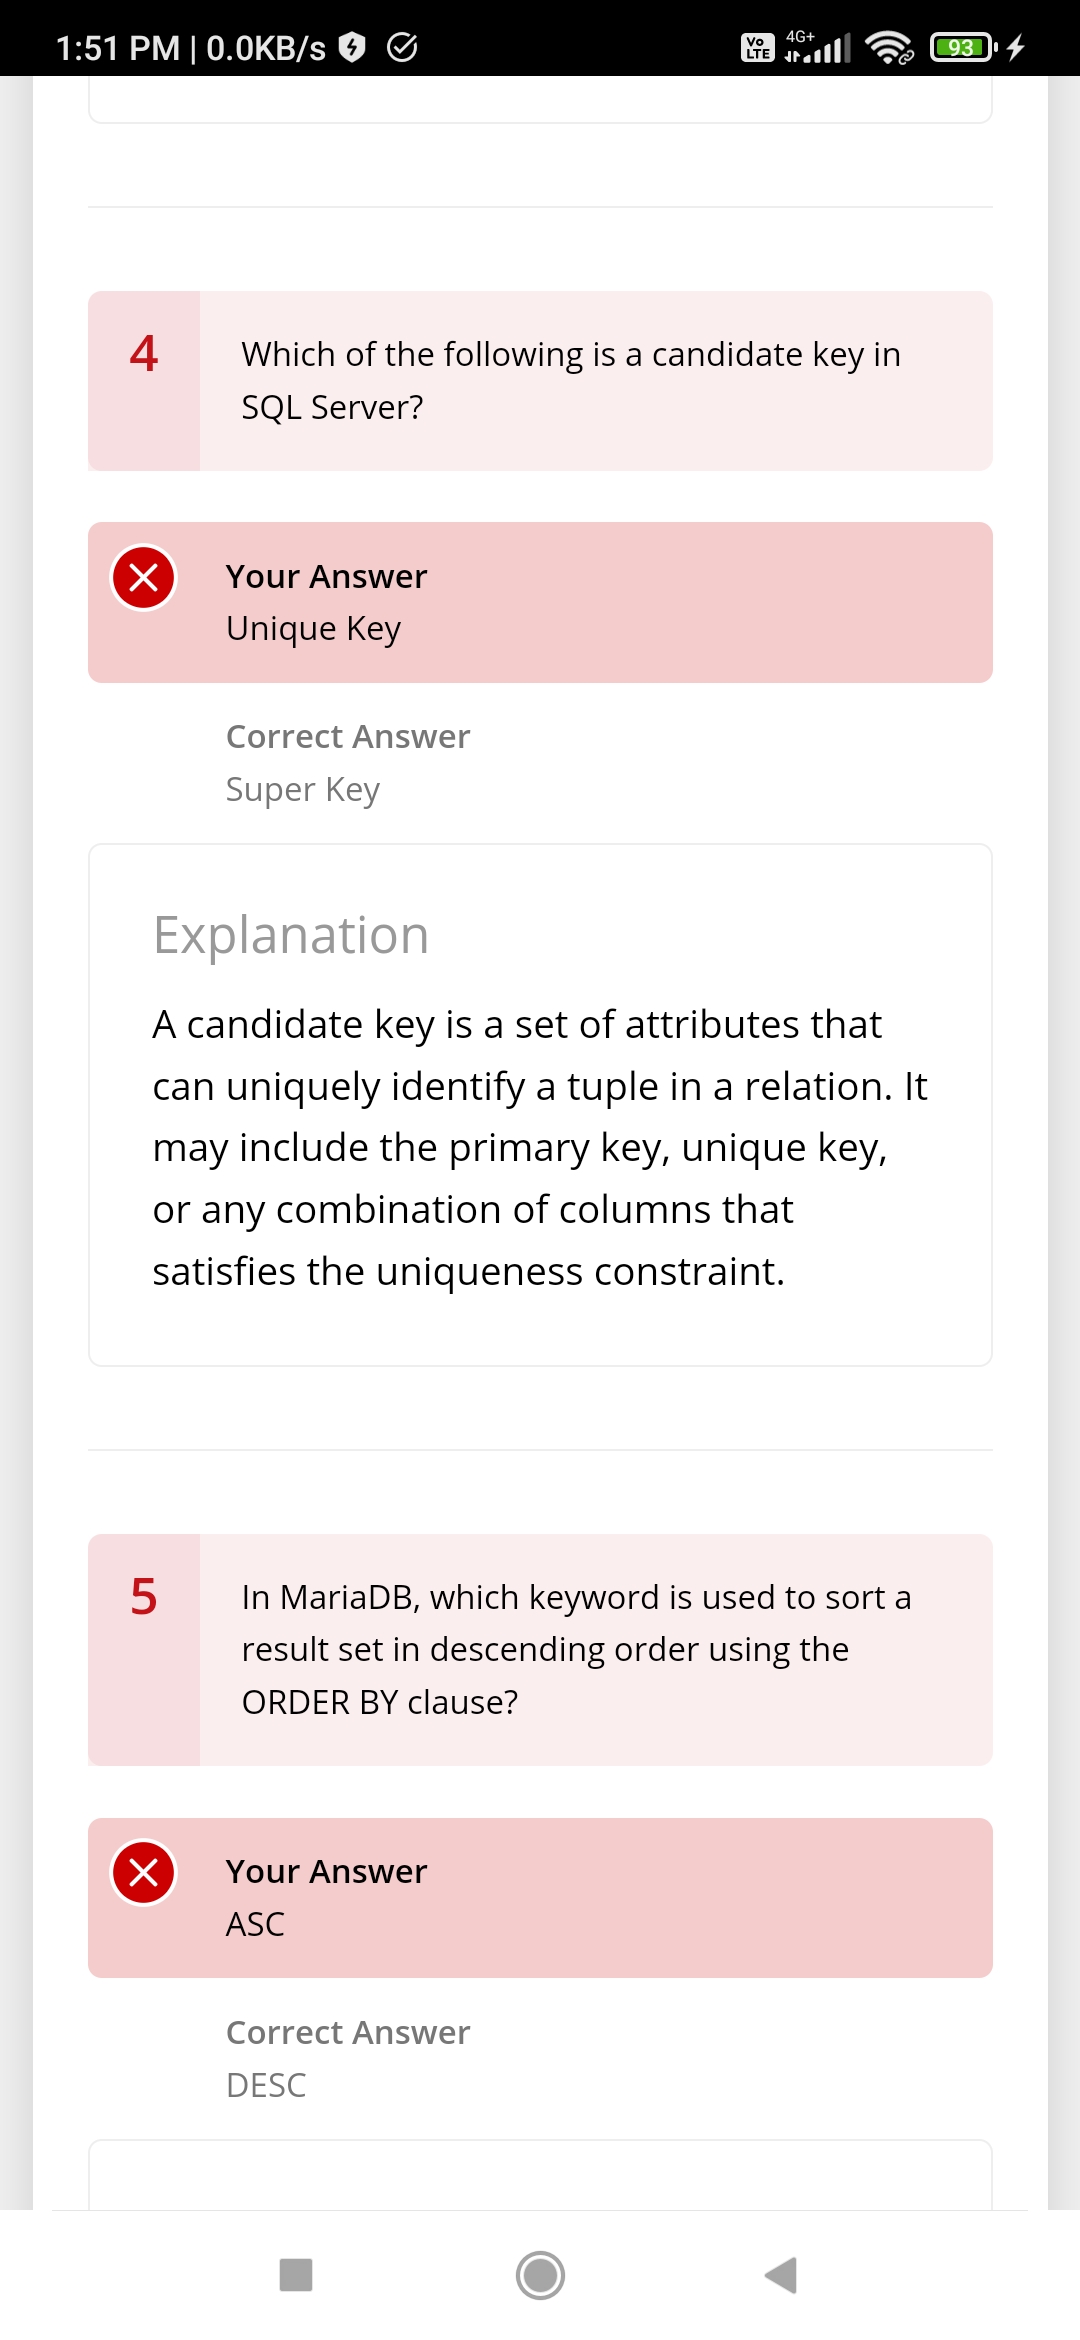 1:51 PM | 0.0KB/s
Vo LTE 4G+ 93
4
Which of the following is a candidate key in
SQL Server?
Your Answer
Unique Key
Correct Answer
Super Key
Explanation
A candidate key is a set of attributes that
can uniquely identify a tuple in a relation. It
may include the primary key, unique key,
or any combination of columns that
satisfies the uniqueness constraint.
5
In MariaDB, which keyword is used to sort a
result set in descending order using the
ORDER BY clause?
Your Answer
ASC
Correct Answer
DESC